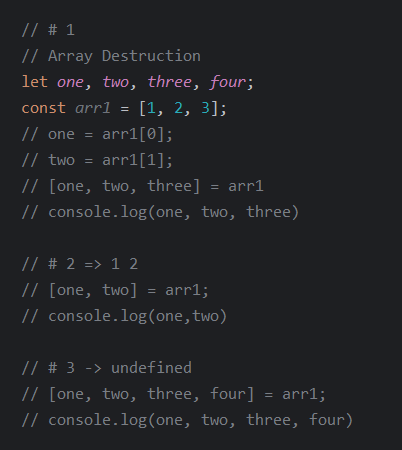 // # 1
// Array Destruction
let one, two, three, four;
const arr1 = [1, 2, 3];
// one = arr1[0];
// two = arr1[1];
// [one, two, three] = arr1
// console.log(one, two, three)
// # 2 => 1 2
// [one, two] = arr1;
// console.log(one,two)
// # 3 -> undefined
// [one, two, three, four] = arr1;
// console.log(one, two, three, four)